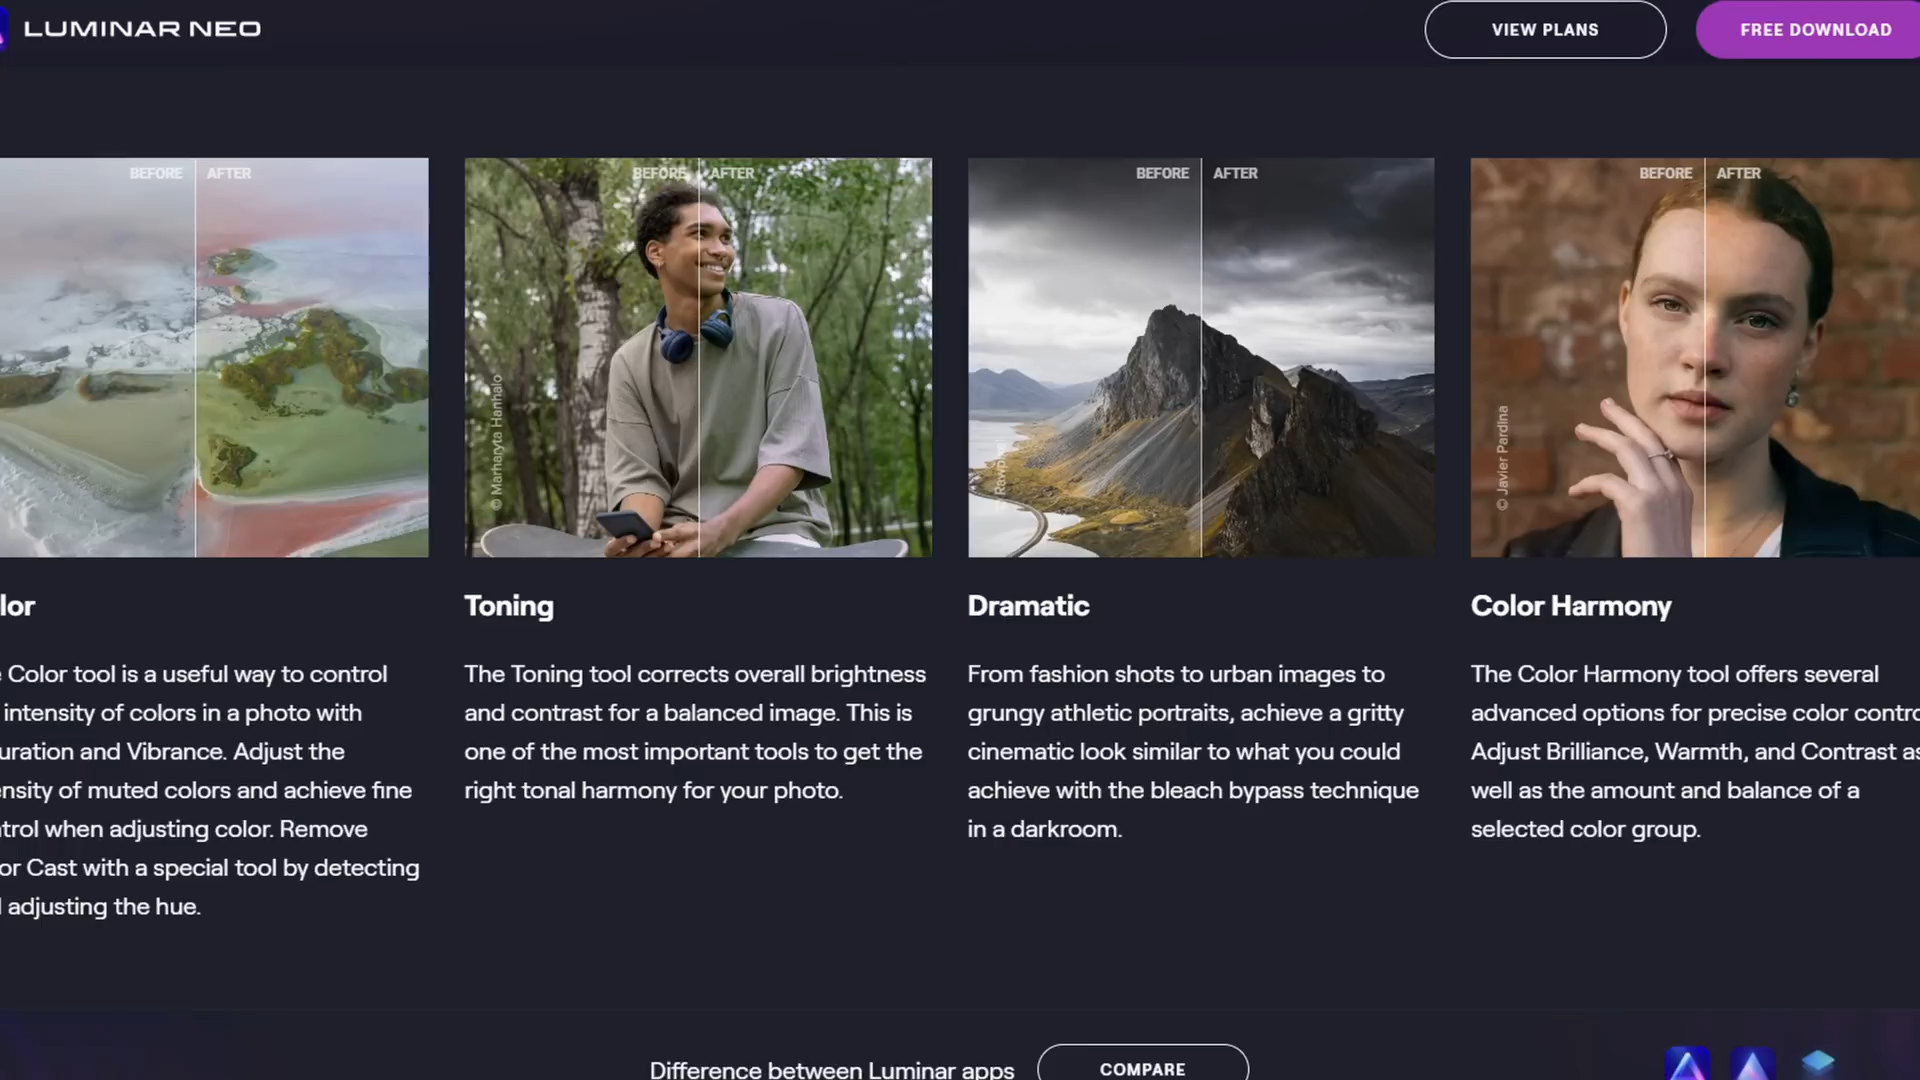 LUMINAR NEO
VIEW PLANS
FREE DOWNLOAD
BEFORE AFTER
BEFORE AFTER
© Marharyta Hanhalo
BEFORE AFTER
BEFORE AFTER
© Javier Pardina
lor
Color tool is a useful way to control
intensity of colors in a photo with
uration and Vibrance. Adjust the
ensity of muted colors and achieve fine
trol when adjusting color. Remove
or Cast with a special tool by detecting
adjusting the hue.
Toning
The Toning tool corrects overall brightness
and contrast for a balanced image. This is
one of the most important tools to get the
right tonal harmony for your photo.
Dramatic
From fashion shots to urban images to
grungy athletic portraits, achieve a gritty
cinematic look similar to what you could
achieve with the bleach bypass technique
in a darkroom.
Color Harmony
The Color Harmony tool offers several
advanced options for precise color contro
Adjust Brilliance, Warmth, and Contrast as
well as the amount and balance of a
selected color group.
Difference between Luminar apps
COMPARE